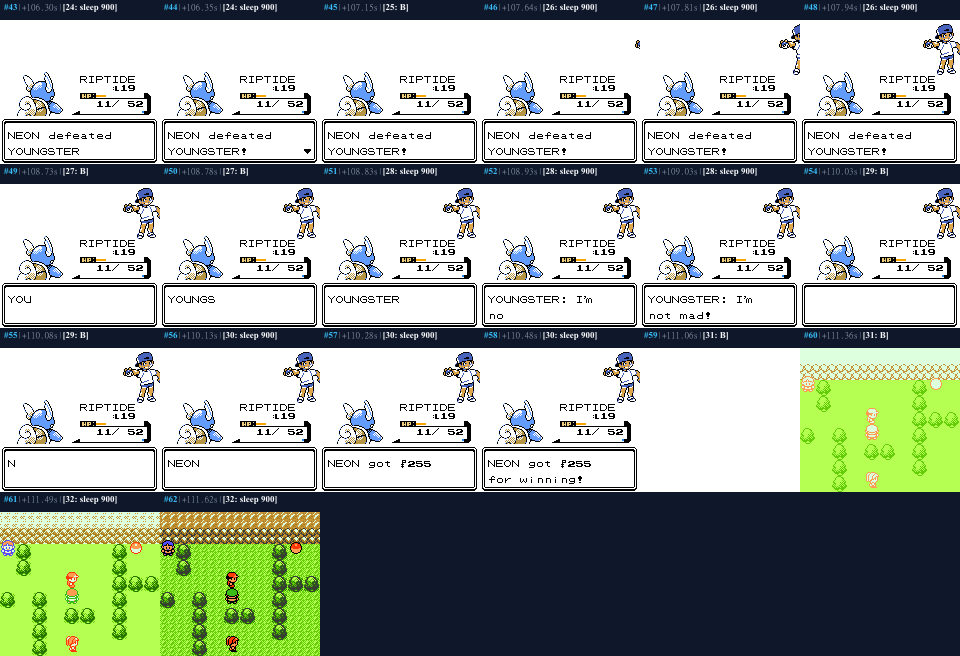 #43|+106.30s|[24: sleep 900]
#44|+106.35s|[24: sleep 900]
#45|+107.15s|[25: B]
#46|+107.64s|[26: sleep 900]
#47|+107.81s|[26: sleep 900]
#48|+107.94s|[26: sleep 900]
RIPTIDE
:L19
HP:
11/ 52
NEON defeated
YOUNGSTER
RIPTIDE
:L19
HP:
11/ 52
NEON defeated
YOUNGSTER!
RIPTIDE
:L19
HP:
11/ 52
NEON defeated
YOUNGSTER!
RIPTIDE
:L19
HP:
11/ 52
NEON defeated
YOUNGSTER!
RIPTIDE
:L19
HP:
11/ 52
NEON defeated
YOUNGSTER!
RIPTIDE
:L19
HP:
11/ 52
NEON defeated
YOUNGSTER!
#49|+108.73s|[27: B]
#50|+108.78s|[27: B]
#51|+108.83s|[28: sleep 900]
#52|+108.93s|[28: sleep 900]
#53|+109.03s|[28: sleep 900]
#54|+110.03s|[29: B]
RIPTIDE
:L19
HP:
11/ 52
YOU
RIPTIDE
:L19
HP:
11/ 52
YOUNGS
RIPTIDE
:L19
HP:
11/ 52
YOUNGSTER
RIPTIDE
:L19
HP:
11/ 52
YOUNGSTER: I'm
no
RIPTIDE
:L19
HP:
11/ 52
YOUNGSTER: I'm
not mad!
RIPTIDE
:L19
HP:
11/ 52
#55|+110.08s|[29: B]
#56|+110.13s|[30: sleep 900]
#57|+110.28s|[30: sleep 900]
#58|+110.48s|[30: sleep 900]
#59|+111.06s|[31: B]
#60|+111.36s|[31: B]
RIPTIDE
:L19
HP:
11/ 52
N
RIPTIDE
:L19
HP:
11/ 52
NEON
RIPTIDE
:L19
HP:
11/ 52
NEON got ₽255
RIPTIDE
:L19
HP:
11/ 52
NEON got ₽255
for winning!
#61|+111.49s|[32: sleep 900]
#62|+111.62s|[32: sleep 900]